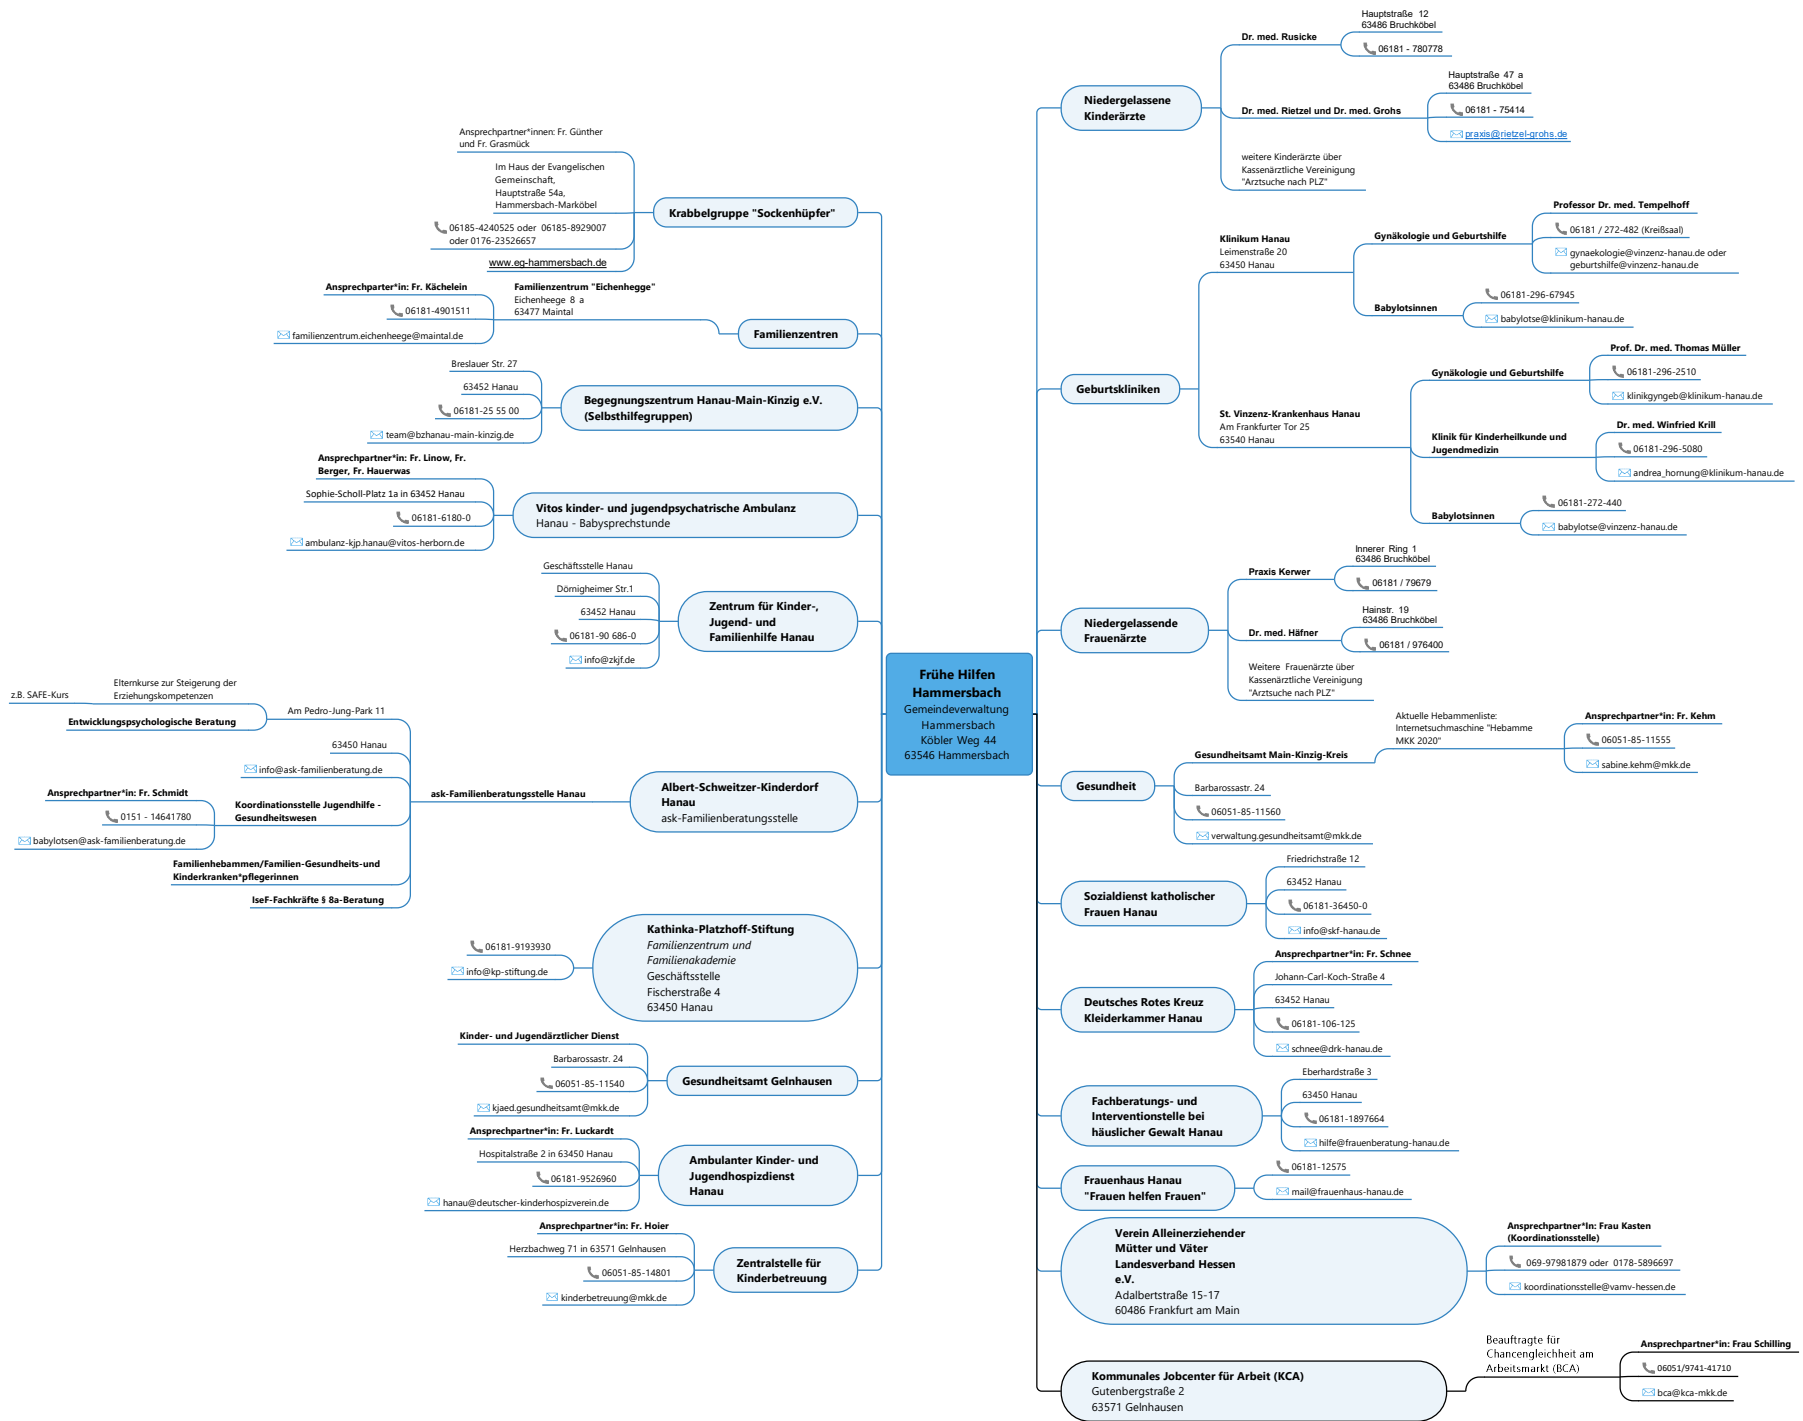 Frühe Hilfen
Hammersbach
Gemeindeverwaltung
Hammersbach
Köbler Weg 44
63546 Hammersbach
Niedergelassene
Kinderärzte
Dr. med. Rusicke
Hauptstraße 12
63486 Bruchköbel
06181 - 780778
Dr. med. Rietzel und Dr. med. Grohs
Hauptstraße 47 a
63486 Bruchköbel
06181 - 75414
praxis@rietzel-grohs.de
weitere Kinderärzte über
Kassenärztliche Vereinigung
"Arztsuche nach PLZ"
Geburtskliniken
Klinikum Hanau
Leimenstraße 20
63450 Hanau
Gynäkologie und Geburtshilfe
Professor Dr. med. Tempelhoff
06181 / 272-482 (Kreißsaal)
gynaekologie@vinzenz-hanau.de oder
geburtshilfe@vinzenz-hanau.de
Babylotsinnen
06181-296-67945
babylotse@klinikum-hanau.de
St. Vinzenz-Krankenhaus Hanau
Am Frankfurter Tor 25
63540 Hanau
Gynäkologie und Geburtshilfe
Prof. Dr. med. Thomas Müller
06181-296-2510
klinikgyngeb@klinikum-hanau.de
Klinik für Kinderheilkunde und
Jugendmedizin
Dr. med. Winfried Krill
06181-296-5080
andrea_hornung@klinikum-hanau.de
Babylotsinnen
06181-272-440
babylotse@vinzenz-hanau.de
Niedergelassende
Frauenärzte
Praxis Kerwer
Innerer Ring 1
63486 Bruchköbel
06181 / 79679
Dr. med. Häfner
Hainstr. 19
63486 Bruchköbel
06181 / 976400
Weitere Frauenärzte über
Kassenärztliche Vereinigung
"Arztsuche nach PLZ"
Gesundheit
Gesundheitsamt Main-Kinzig-Kreis
Aktuelle Hebammenliste:
Internetsuchmaschine "Hebamme
MKK 2020"
Ansprechpartner*in: Fr. Kehm
06051-85-11555
sabine.kehm@mkk.de
Barbarossastr. 24
06051-85-11560
verwaltung.gesundheitsamt@mkk.de
Sozialdienst katholischer
Frauen Hanau
Friedrichstraße 12
63452 Hanau
06181-36450-0
info@skf-hanau.de
Deutsches Rotes Kreuz
Kleiderkammer Hanau
Ansprechpartner*in: Fr. Schnee
Johann-Carl-Koch-Straße 4
63452 Hanau
06181-106-125
schnee@drk-hanau.de
Fachberatungs- und
Interventionstelle bei
häuslicher Gewalt Hanau
Eberhardstraße 3
63450 Hanau
06181-1897664
hilfe@frauenberatung-hanau.de
Frauenhaus Hanau
"Frauen helfen Frauen"
06181-12575
mail@frauenhaus-hanau.de
Verein Alleinerziehender
Mütter und Väter
Landesverband Hessen
e.V.
Adalbertstraße 15-17
60486 Frankfurt am Main
Ansprechpartner*In: Frau Kasten
(Koordinationsstelle)
069-97981879 oder 0178-5896697
koordinationsstelle@vamv-hessen.de
Kommunales Jobcenter für Arbeit (KCA)
Gutenbergstraße 2
63571 Gelnhausen
Beauftragte für
Chancengleichheit am
Arbeitsmarkt (BCA)
Ansprechpartner*in: Frau Schilling
06051/9741-41710
bca@kca-mkk.de
Krabbelgruppe "Sockenhüpfer"
Ansprechpartner*innen: Fr. Günther
und Fr. Grasmück
Im Haus der Evangelischen
Gemeinschaft,
Hauptstraße 54a,
Hammersbach-Marköbel
06185-4240525 oder 06185-8929007
oder 0176-23526657
www.eg-hammersbach.de
Familienzentren
Familienzentrum "Eichenhegge"
Eichenheege 8 a
63477 Maintal
Ansprechparter*in: Fr. Kächelein
06181-4901511
familienzentrum.eichenheege@maintal.de
Begegnungszentrum Hanau-Main-Kinzig e.V.
(Selbsthilfegruppen)
Breslauer Str. 27
63452 Hanau
06181-25 55 00
team@bzhanau-main-kinzig.de
Vitos kinder- und jugendpsychatrische Ambulanz
Hanau - Babysprechstunde
Ansprechpartner*in: Fr. Linow, Fr.
Berger, Fr. Hauerwas
Sophie-Scholl-Platz 1a in 63452 Hanau
06181-6180-0
ambulanz-kjp.hanau@vitos-herborn.de
Zentrum für Kinder-,
Jugend- und
Familienhilfe Hanau
Geschäftsstelle Hanau
Dörnigheimer Str.1
63452 Hanau
06181-90 686-0
info@zkjf.de
Albert-Schweitzer-Kinderdorf
Hanau
ask-Familienberatungsstelle
ask-Familienberatungsstelle Hanau
Am Pedro-Jung-Park 11
Elternkurse zur Steigerung der
Erziehungskompetenzen
z.B. SAFE-Kurs
Entwicklungspsychologische Beratung
63450 Hanau
info@ask-familienberatung.de
Koordinationsstelle Jugendhilfe -
Gesundheitswesen
Ansprechpartner*in: Fr. Schmidt
0151 - 14641780
babylotsen@ask-familienberatung.de
Familienhebammen/Familien-Gesundheits-und
Kinderkranken*pflegerinnen
IseF-Fachkräfte § 8a-Beratung
Kathinka-Platzhoff-Stiftung
Familienzentrum und
Familienakademie
Geschäftsstelle
Fischerstraße 4
63450 Hanau
06181-9193930
info@kp-stiftung.de
Gesundheitsamt Gelnhausen
Kinder- und Jugendärztlicher Dienst
Barbarossastr. 24
06051-85-11540
kjaed.gesundheitsamt@mkk.de
Ambulanter Kinder- und
Jugendhospizdienst
Hanau
Ansprechpartner*in: Fr. Luckardt
Hospitalstraße 2 in 63450 Hanau
06181-9526960
hanau@deutscher-kinderhospizverein.de
Zentralstelle für
Kinderbetreuung
Ansprechpartner*in: Fr. Hoier
Herzbachweg 71 in 63571 Gelnhausen
06051-85-14801
kinderbetreuung@mkk.de